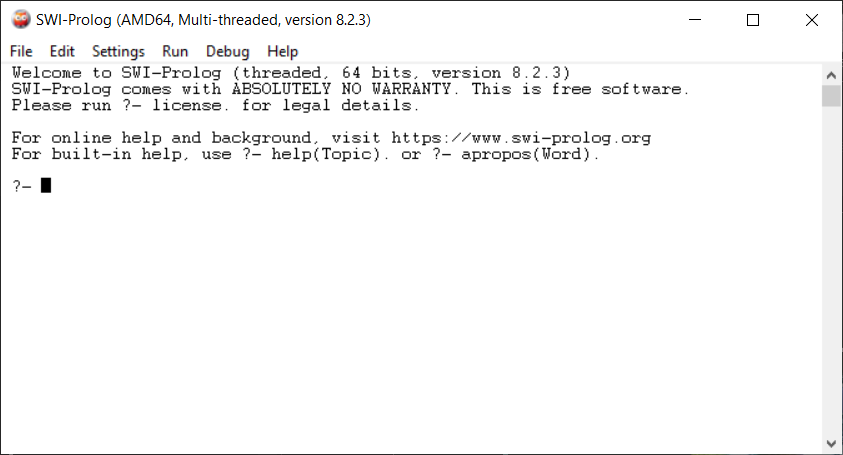 SWI-Prolog (AMD64, Multi-threaded, version 8.2.3)
File Edit Settings Run Debug Help
Welcome to SWI-Prolog (threaded, 64 bits, version 8.2.3)
SWI-Prolog comes with ABSOLUTELY NO WARRANTY. This is free software.
Please run ?- license. for legal details.
For online help and background, visit https://www.swi-prolog.org
For built-in help, use ?- help(Topic). or ?- apropos(Word).
?-